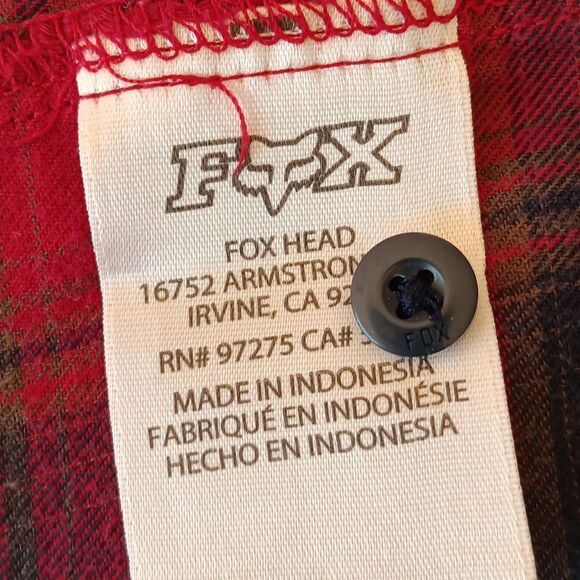 FOX
FOX HEAD
16752 ARMSTRON
IRVINE, CA 92
RN# 97275 CA#
FOX
MADE IN INDONESIA
FABRIQUÉ EN INDONÉSIE
HECHO EN INDONESIA